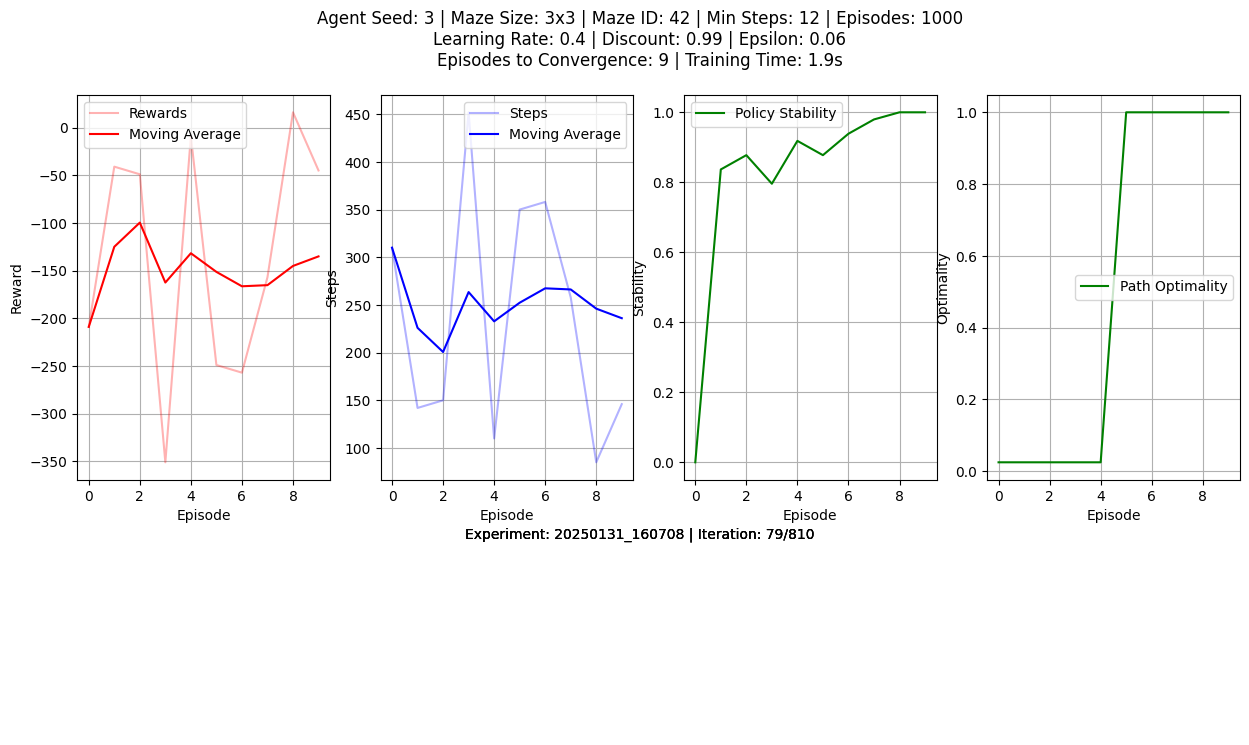 Agent Seed: 3 | Maze Size: 3x3 | Maze ID: 42 | Min Steps: 12 | Episodes: 1000
Learning Rate: 0.4 | Discount: 0.99 | Epsilon: 0.06
Episodes to Convergence: 9 | Training Time: 1.9s
Rewards
Moving Average
0
−50
−100
−150
−200
−250
−300
−350
Reward
0 2 4 6 8
Episode
Steps
Moving Average
450
400
350
300
250
200
150
100
Steps
0 2 4 6 8
Episode
Policy Stability
1.0
0.8
0.6
0.4
0.2
0.0
Stability
0 2 4 6 8
Episode
Path Optimality
1.0
0.8
0.6
0.4
0.2
0.0
Optimality
0 2 4 6 8
Episode
Experiment: 20250131_160708 | Iteration: 79/810